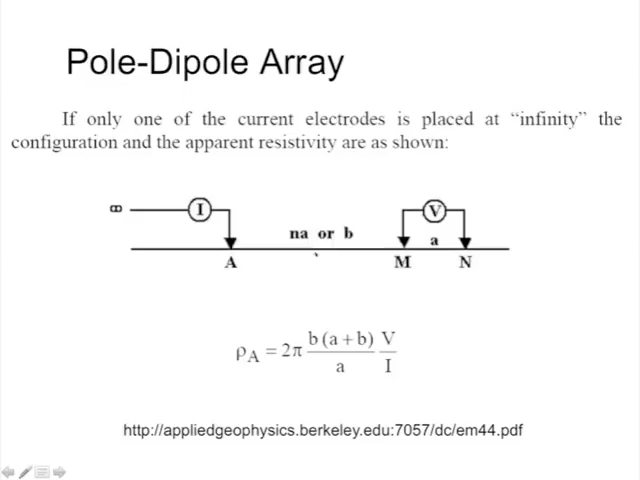 Pole-Dipole Array
If only one of the current electrodes is placed at “infinity” the
configuration and the apparent resistivity are as shown:
∞ I V
na or b a
A M N
ρA = 2π b (a + b) / a V / I
http://appliedgeophysics.berkeley.edu:7057/dc/em44.pdf